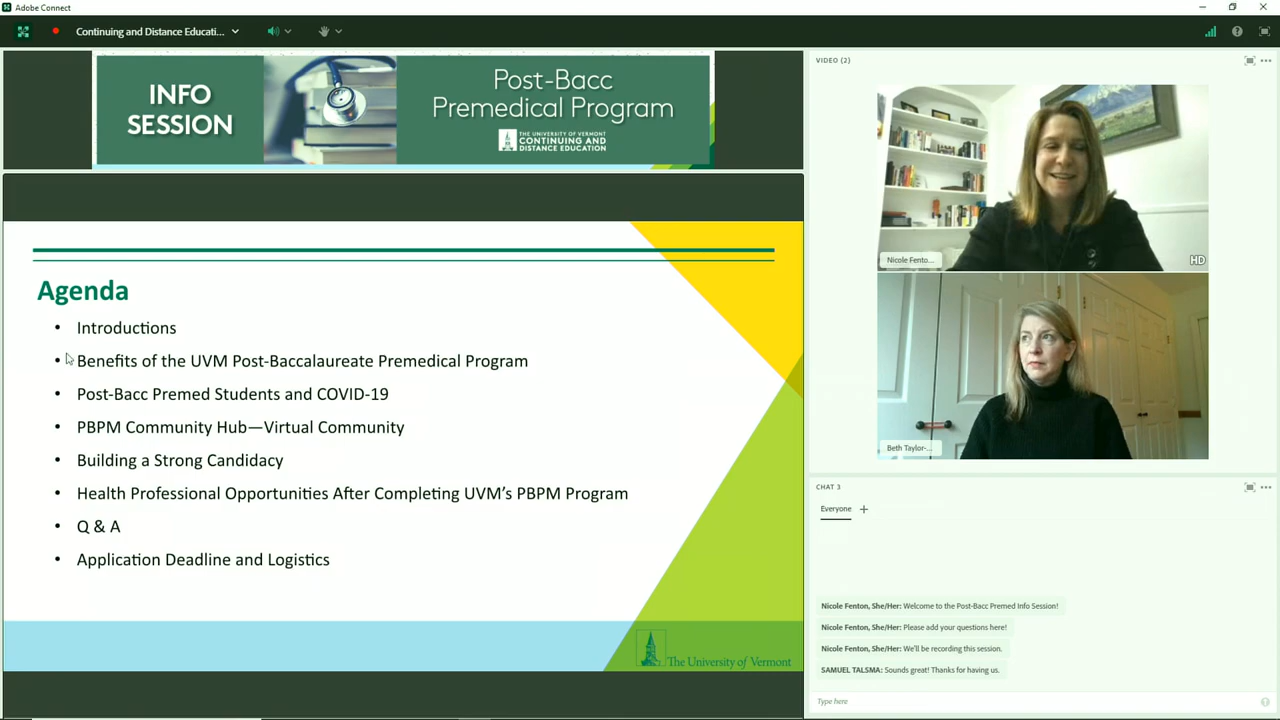 Adobe Connect
Continuing and Distance Educati...
INFO
SESSION
Post-Bacc
Premedical Program
THE UNIVERSITY OF VERMONT
CONTINUING AND
DISTANCE EDUCATION
Agenda
• Introductions
• Benefits of the UVM Post-Baccalaureate Premedical Program
• Post-Bacc Premed Students and COVID-19
• PBPM Community Hub—Virtual Community
• Building a Strong Candidacy
• Health Professional Opportunities After Completing UVM's PBPM Program
• Q & A
• Application Deadline and Logistics
The University of Vermont
VIDEO (2)
Nicole Fento...
HD
Beth Taylor-...
CHAT 3
Everyone
Nicole Fenton, She/Her: Welcome to the Post-Bacc Premed Info Session!
Nicole Fenton, She/Her: Please add your questions here!
Nicole Fenton, She/Her: We'll be recording this session.
SAMUEL TALSMA: Sounds great! Thanks for having us.
Type here